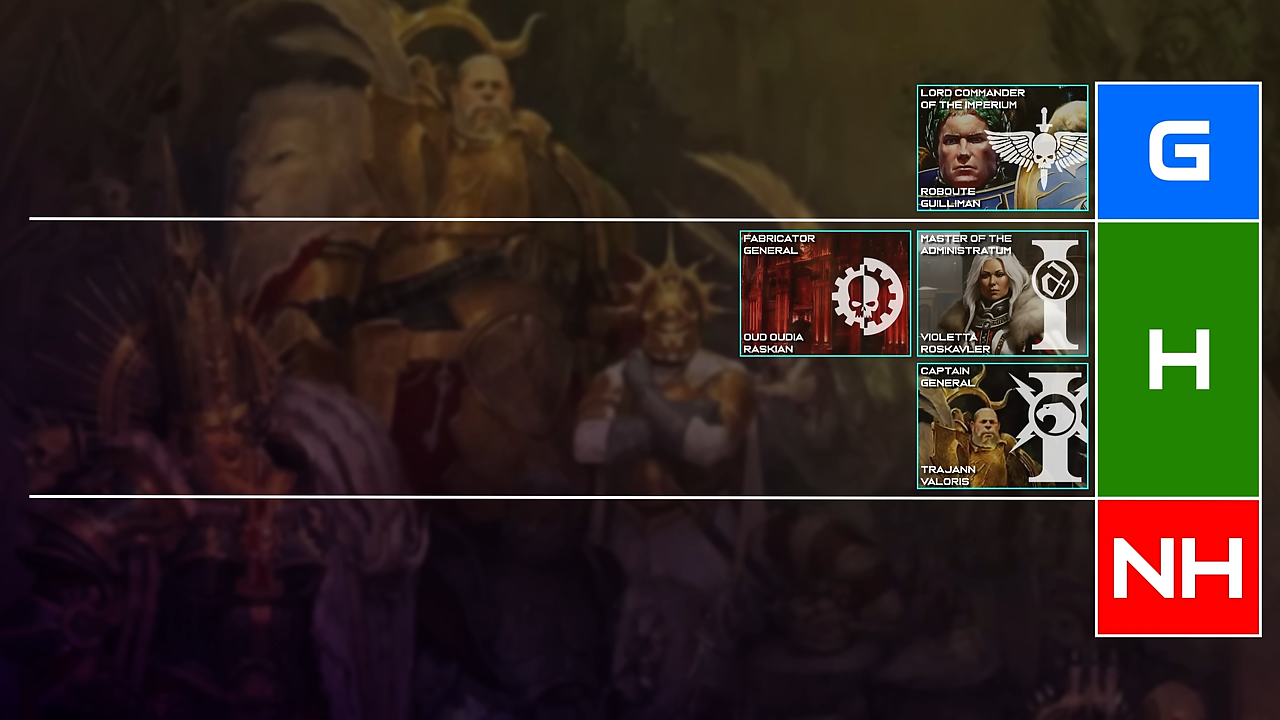 LORD COMMANDER
OF THE IMPERIUM
ROBOUTE
GUILLIMAN
G
FABRICATOR
GENERAL
OUD OUDIA
RASKIAN
MASTER OF THE
ADMINISTRATUM
VIOLETTA
ROSKAVLER
CAPTAIN
GENERAL
TRAJANN
VALORIS
H
NH